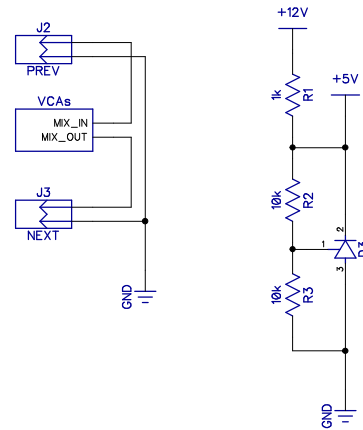 J2
PREV
VCAs
MIX_IN
MIX_OUT
J3
NEXT
GND
+12V
+5V
1k
R1
10k
R2
2
1
3
10k
R3
GND